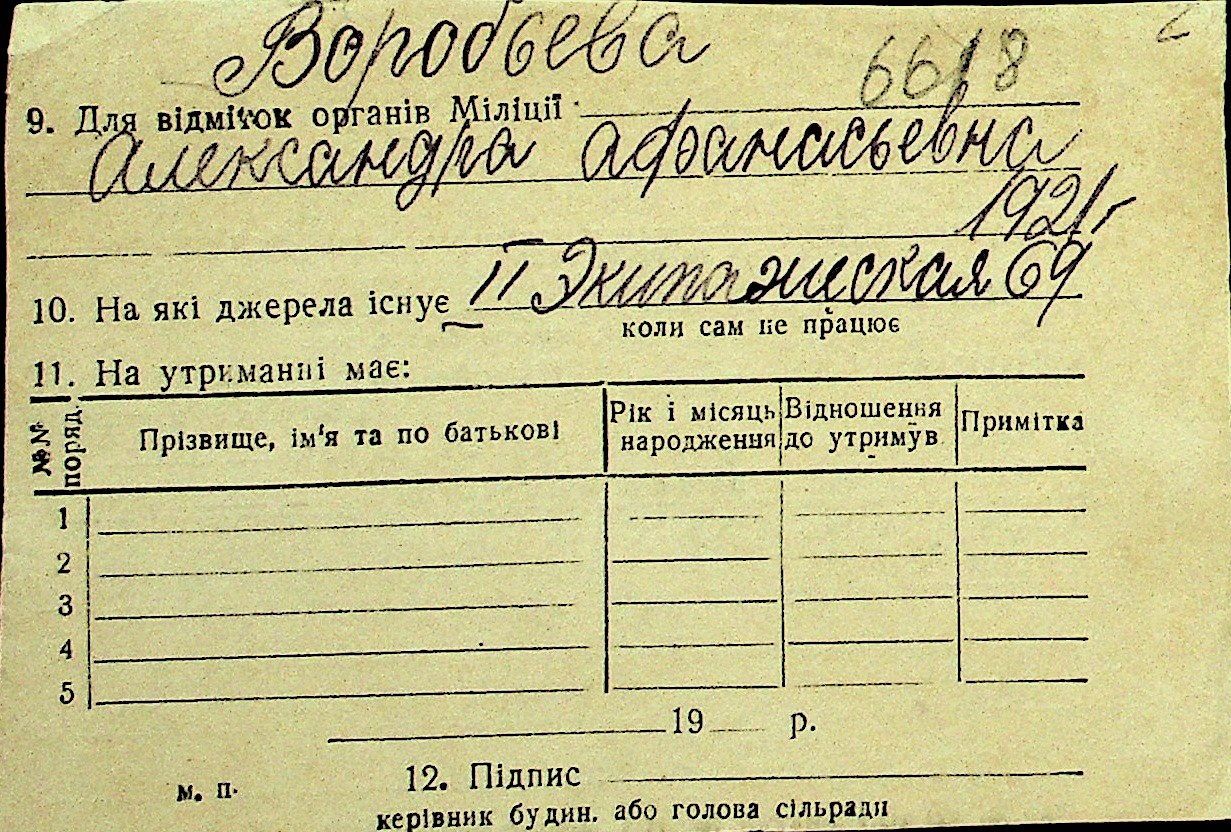 Воробьева
6618
9. Для відміток органів Міліції
Александра Афанасьевна
1921г
10. На які джерела існує II Экипажеская 69
коли сам не працює
11. На утриманні має:
№№ поряд. Прізвище, ім'я та по батькові Рік і місяць народження Відношення до утримув. Примітка
1
2
3
4
5
19 р.
м. п. 12. Підпис
керівник будин. або голова сільради